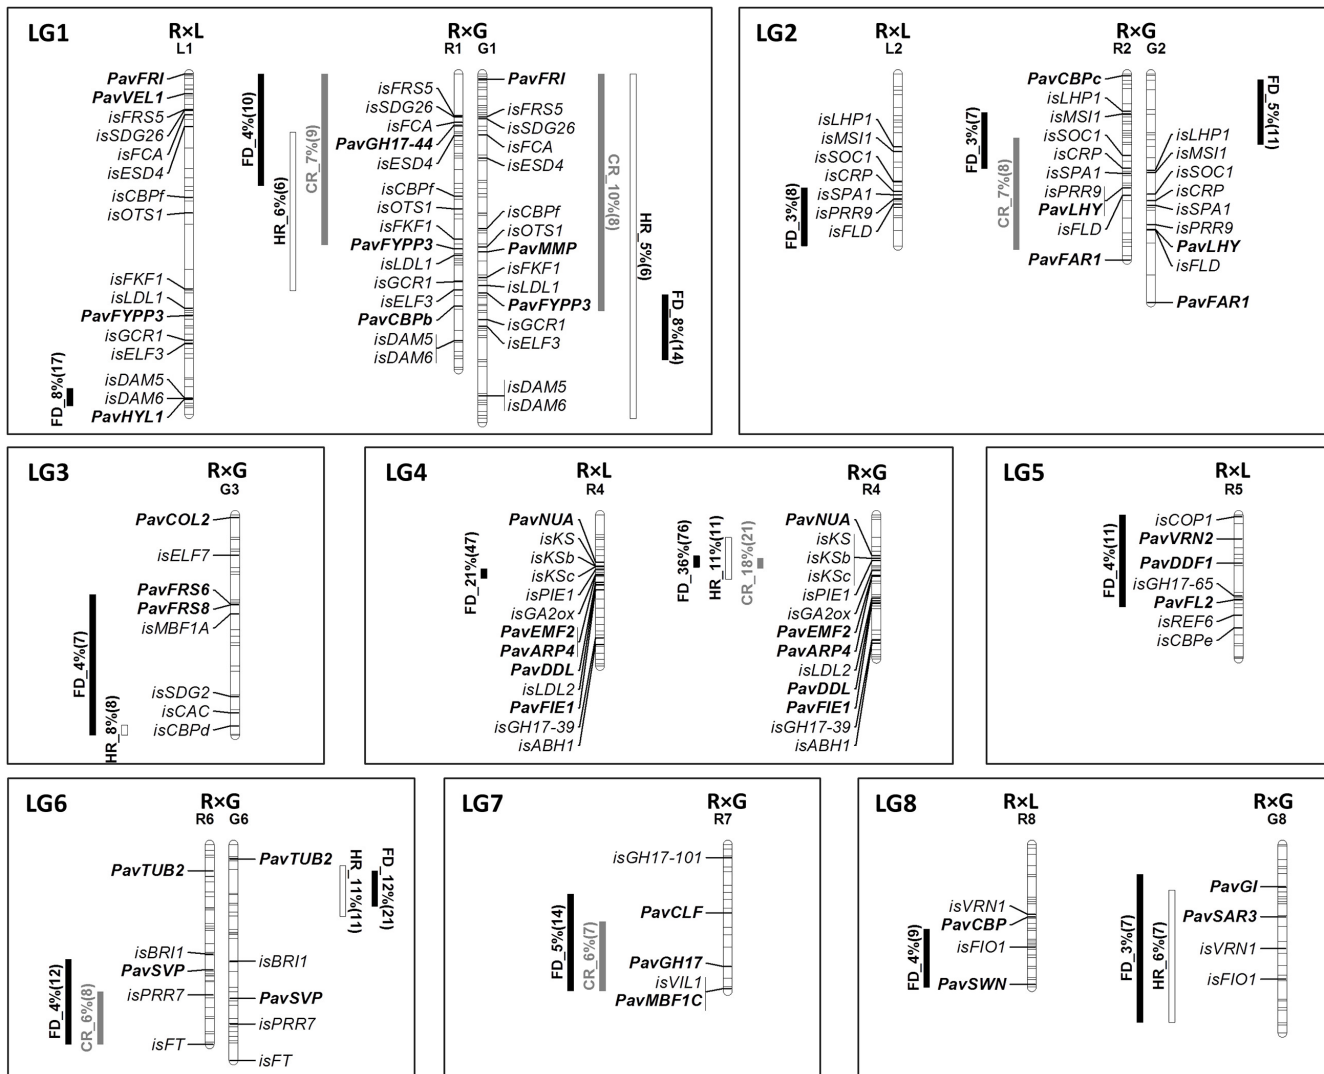 LG1
R×L
L1
PavFRI
PavVEL1
isFRS5
isSDG26
isFCA
isESD4
isCBPf
isOTS1
isFKF1
isLDL1
PavFYPP3
isGCR1
isELF3
isDAM5
isDAM6
PavHYL1
FD_8%(17)
FD_4%(10)
HR_6%(6)
CR_7%(9)
R×G
R1 G1
isFRS5
isSDG26
isFCA
PavGH17-44
isESD4
isCBPf
isOTS1
isFKF1
PavFYPP3
isLDL1
isGCR1
isELF3
PavCBPb
isDAM5
isDAM6
PavFRI
isFRS5
isSDG26
isFCA
isESD4
isCBPf
isOTS1
PavMMP
isFKF1
isLDL1
PavFYPP3
isGCR1
isELF3
isDAM5
isDAM6
CR_10%(8)
HR_5%(6)
FD_8%(14)
LG2
R×L
L2
isLHP1
isMSI1
isSOC1
isCRP
isSPA1
isPRR9
isFLD
FD_3%(8)
FD_3%(7)
CR_7%(8)
R×G
R2 G2
PavCBPc
isLHP1
isMSI1
isSOC1
isCRP
isSPA1
isPRR9
PavLHY
isFLD
PavFAR1
isLHP1
isMSI1
isSOC1
isCRP
isSPA1
isPRR9
PavLHY
isFLD
PavFAR1
FD_5%(11)
LG3
R×G
G3
PavCOL2
isELF7
PavFRS6
PavFRS8
isMBF1A
isSDG2
isCAC
isCBPd
FD_4%(7)
HR_8%(8)
LG4
R×L
R4
PavNUA
isKS
isKSb
isKSc
isPIE1
isGA2ox
PavEMF2
PavARP4
PavDDL
isLDL2
PavFIE1
isGH17-39
isABH1
FD_21%(47)
FD_36%(76)
HR_11%(11)
CR_18%(21)
R×G
R4
PavNUA
isKS
isKSb
isKSc
isPIE1
isGA2ox
PavEMF2
PavARP4
isLDL2
PavDDL
PavFIE1
isGH17-39
isABH1
LG5
R×L
R5
isCOP1
PavVRN2
PavDDF1
isGH17-65
PavFL2
isREF6
isCBPe
FD_4%(11)
LG6
R×G
R6 G6
PavTUB2
isBRI1
PavSVP
isPRR7
isFT
PavTUB2
isBRI1
PavSVP
isPRR7
isFT
FD_4%(12)
CR_6%(8)
HR_11%(11)
FD_12%(21)
LG7
R×G
R7
isGH17-101
PavCLF
PavGH17
isVIL1
PavMBF1C
FD_5%(14)
CR_6%(7)
LG8
R×L
R8
isVRN1
PavCBP
isFIO1
PavSWN
FD_4%(9)
FD_3%(7)
HR_6%(7)
R×G
G8
PavGI
PavSAR3
isVRN1
isFIO1